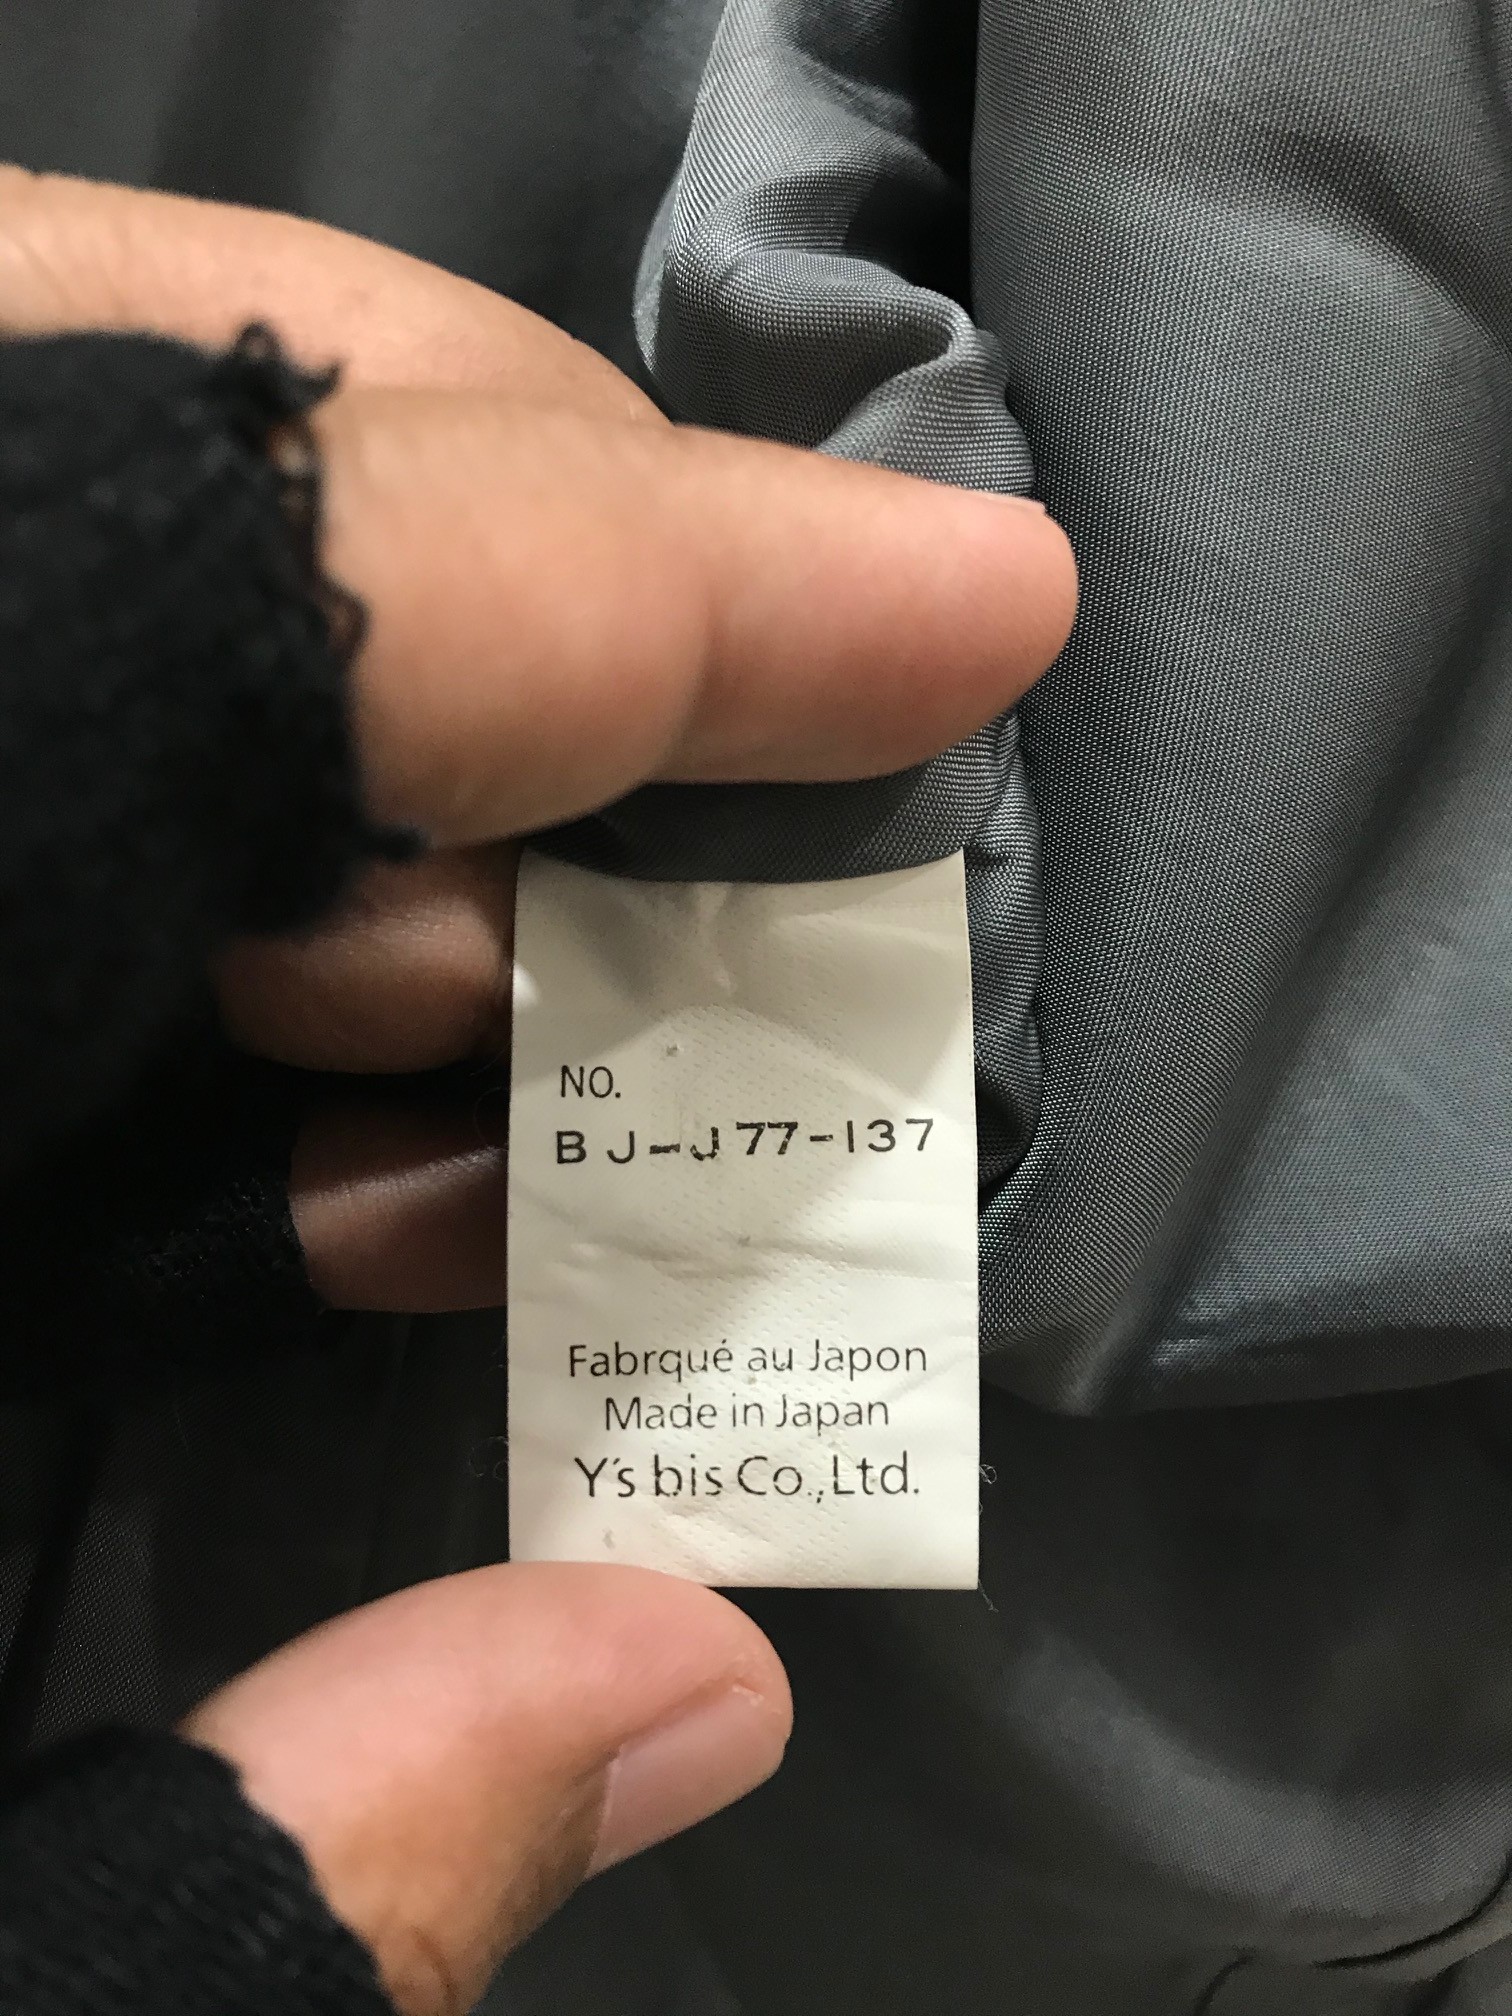 NO.
BJ-J77-137
Fabrqué au Japon
Made in Japan
Y's bis Co.,Ltd.